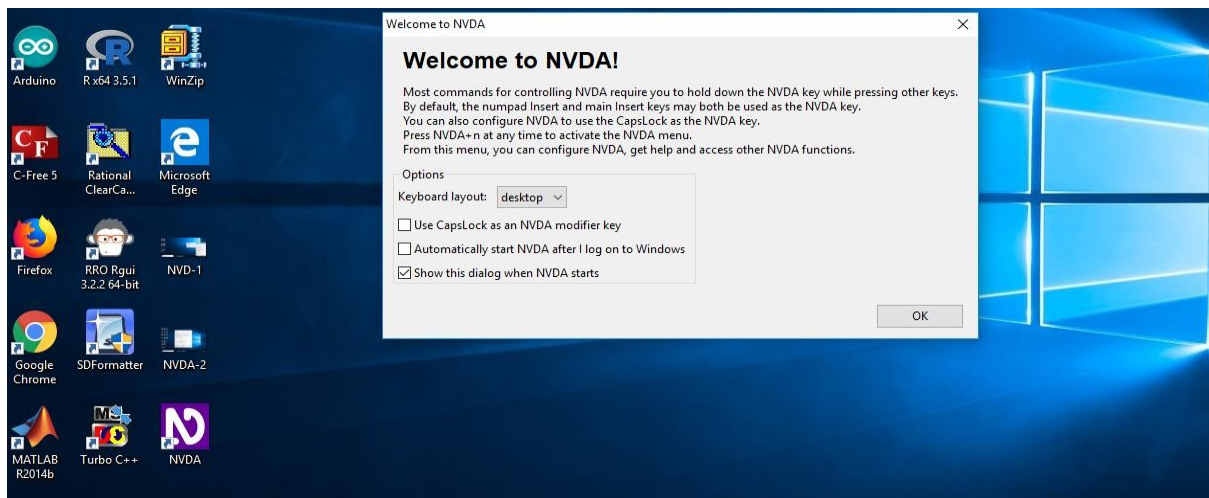 Welcome to NVDA
Welcome to NVDA!
Most commands for controlling NVDA require you to hold down the NVDA key while pressing other keys.
By default, the numpad Insert and main Insert keys may both be used as the NVDA key.
You can also configure NVDA to use the CapsLock as the NVDA key.
Press NVDA+n at any time to activate the NVDA menu.
From this menu, you can configure NVDA, get help and access other NVDA functions.
Options
Keyboard layout: desktop
Use CapsLock as an NVDA modifier key
Automatically start NVDA after I log on to Windows
Show this dialog when NVDA starts
OK
Arduino
R x64 3.5.1
WinZip
C-Free 5
Rational
ClearCa...
Microsoft
Edge
Firefox
RRO Rgui
3.2.2 64-bit
NVD-1
Google
Chrome
SDFormatter
NVDA-2
MATLAB
R2014b
Turbo C++
NVDA